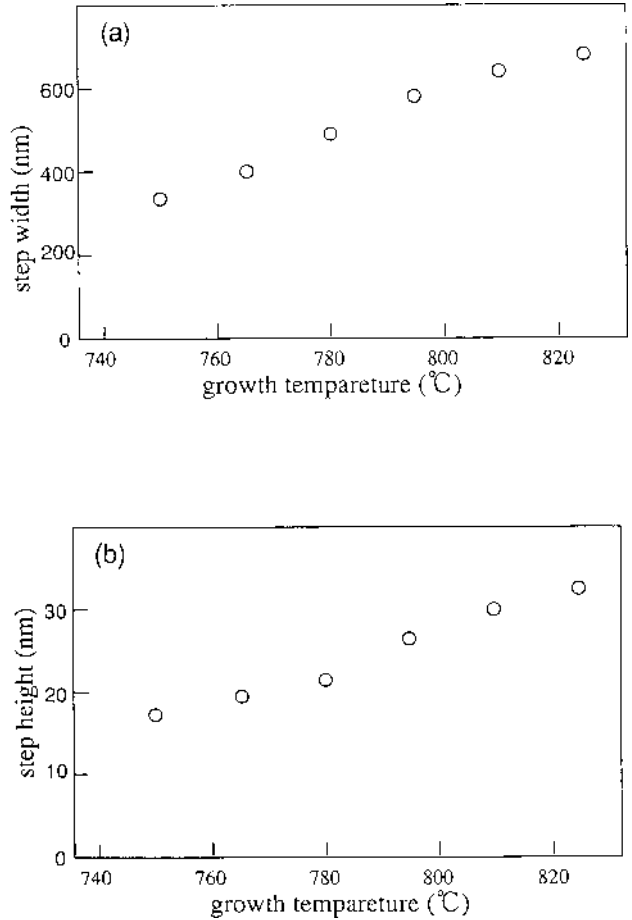 (a)
600
400
200
0
step width (nm)
740 760 780 800 820
growth tempareture (℃)
(b)
30
20
10
0
step height (nm)
740 760 780 800 820
growth tempareture (℃)